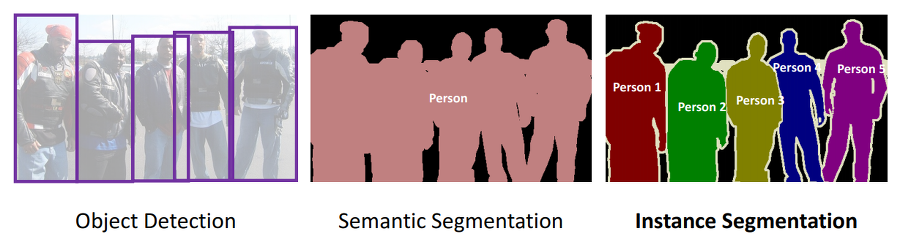 Person
Person 1
Person 2
Person 3
Person 4
Person 5
Object Detection
Semantic Segmentation
Instance Segmentation